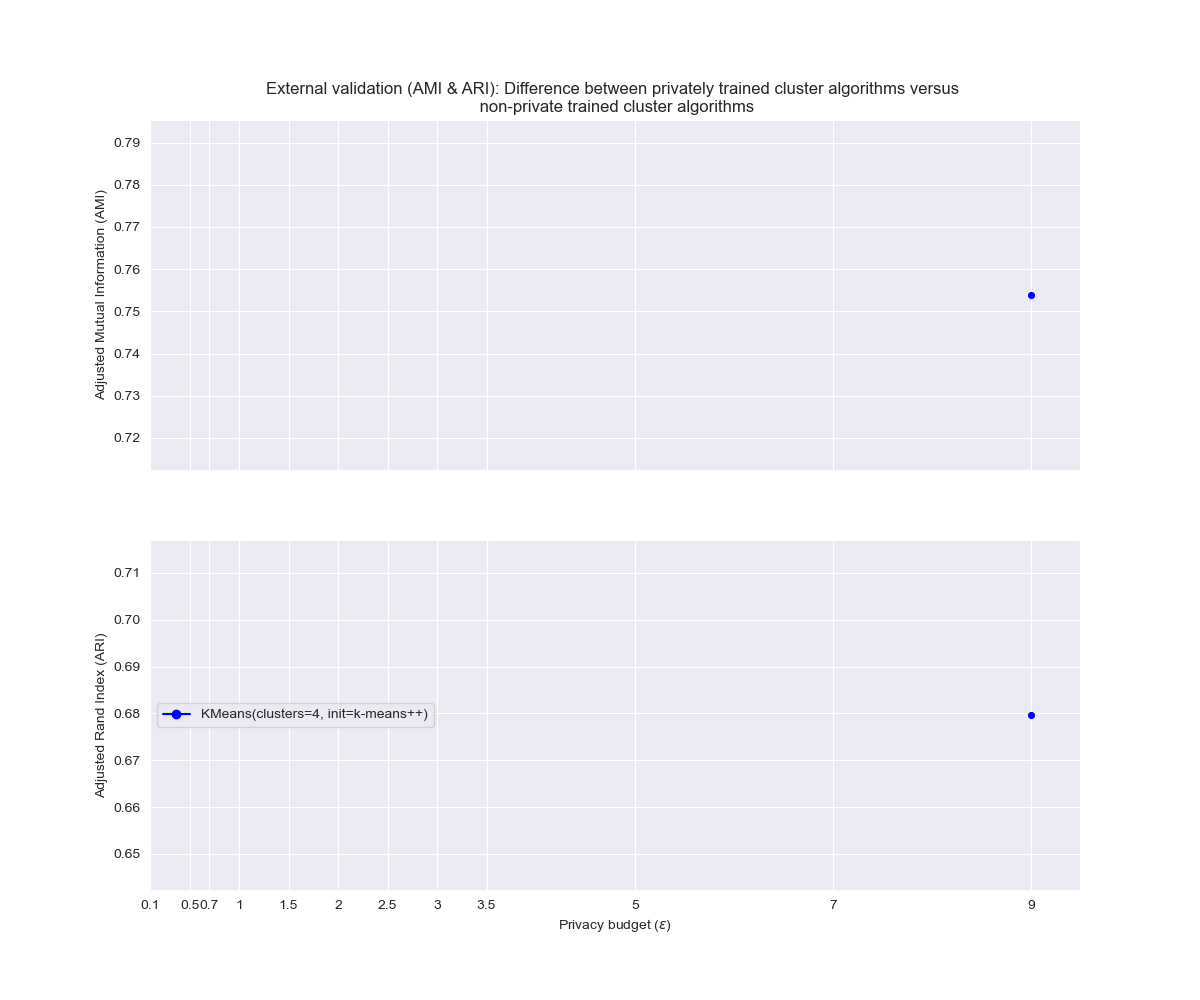 External validation (AMI & ARI): Difference between privately trained cluster algorithms versus
non-private trained cluster algorithms
Adjusted Mutual Information (AMI)
0.79
0.78
0.77
0.76
0.75
0.74
0.73
0.72
Adjusted Rand Index (ARI)
0.71
0.70
0.69
0.68
0.67
0.66
0.65
KMeans(clusters=4, init=k-means++)
0.1 0.5 0.7 1 1.5 2 2.5 3 3.5 5 7 9
Privacy budget (ε)